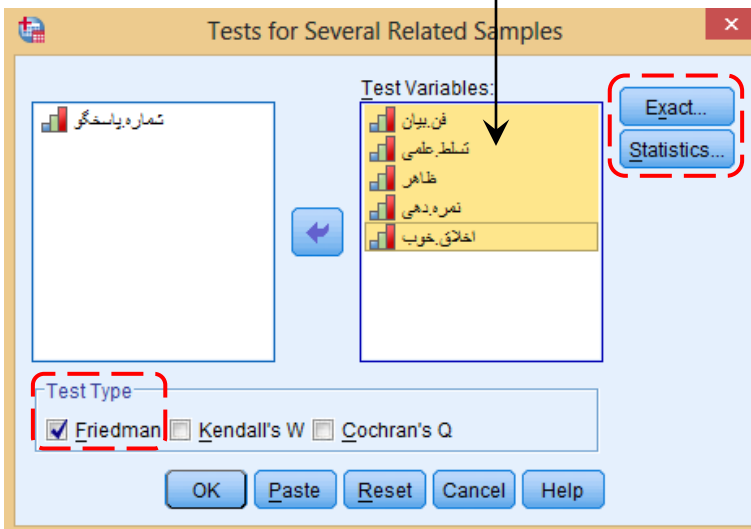 Tests for Several Related Samples
Test Variables:
شماره.پاسخگو
فن.بیان
تسلط.علمی
ظاهر
نمره.دهی
اخلاق.خوب
Exact...
Statistics...
Test Type
Friedman Kendall's W Cochran's Q
OK Paste Reset Cancel Help